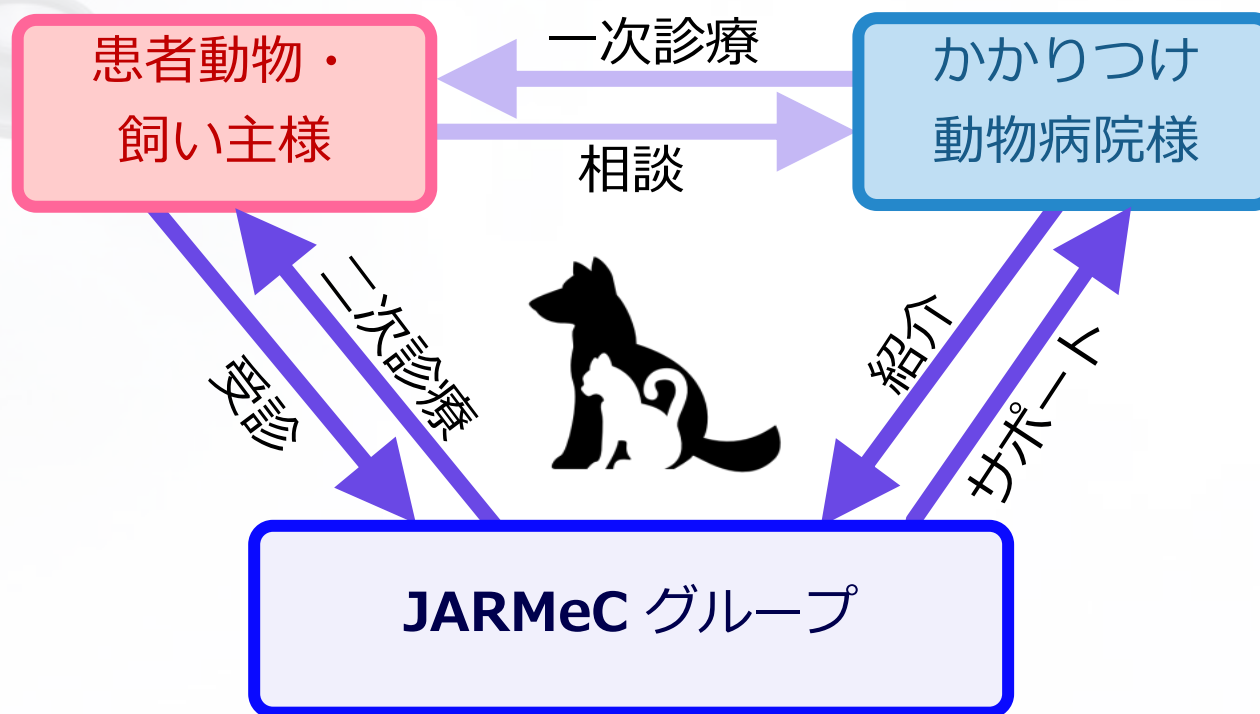 患者動物・
飼い主様
一次診療
相談
かかりつけ
動物病院様
受診
二次診療
紹介
サポート
JARMeC グループ